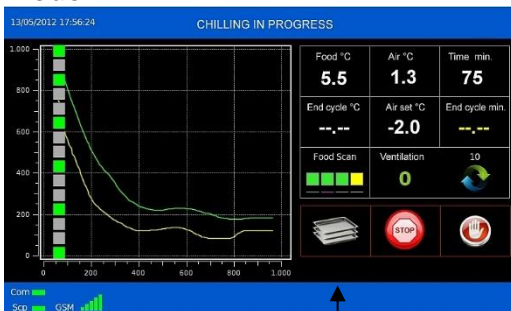 13/05/2012 17:56:24
CHILLING IN PROGRESS
1.000
800
600
400
200
0
0 200 400 600 800 1.000
Food °C Air °C Time min.
5.5 1.3 75
End cycle °C Air set °C End cycle min.
--.-- -2.0 --.--
Food Scan Ventilation 10
0
STOP
Com
Scp GSM